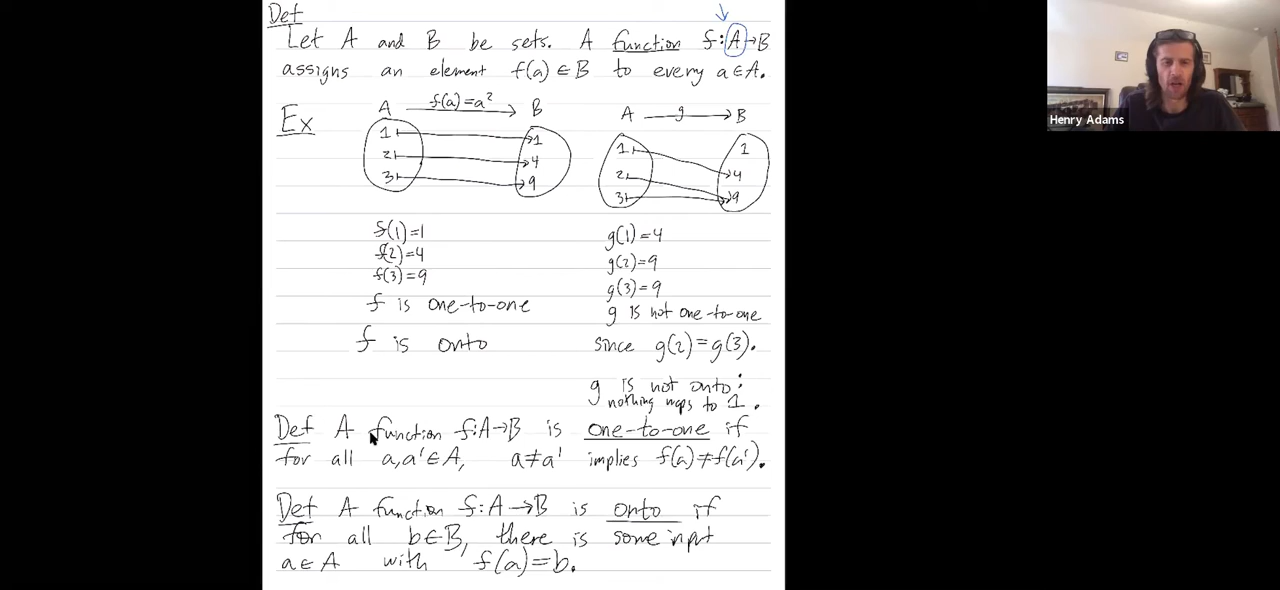 Def
Let A and B be sets. A function f: A→B
assigns an element f(a) ∈ B to every a ∈ A.
Ex
A f(a)=a² B
1 1
2 4
3 9
A g B
1 1
2 4
3 9
f(1)=1
f(2)=4
f(3)=9
f is one-to-one
f is onto
g(1)=4
g(2)=9
g(3)=9
g is not one-to-one
since g(2)=g(3).
g is not onto:
nothing maps to 1.
Def A function f:A→B is one-to-one if
for all a,a'∈A, a≠a' implies f(a)≠f(a').
Def A function f:A→B is onto if
for all b∈B, there is some input
a∈A with f(a)=b.
Henry Adams